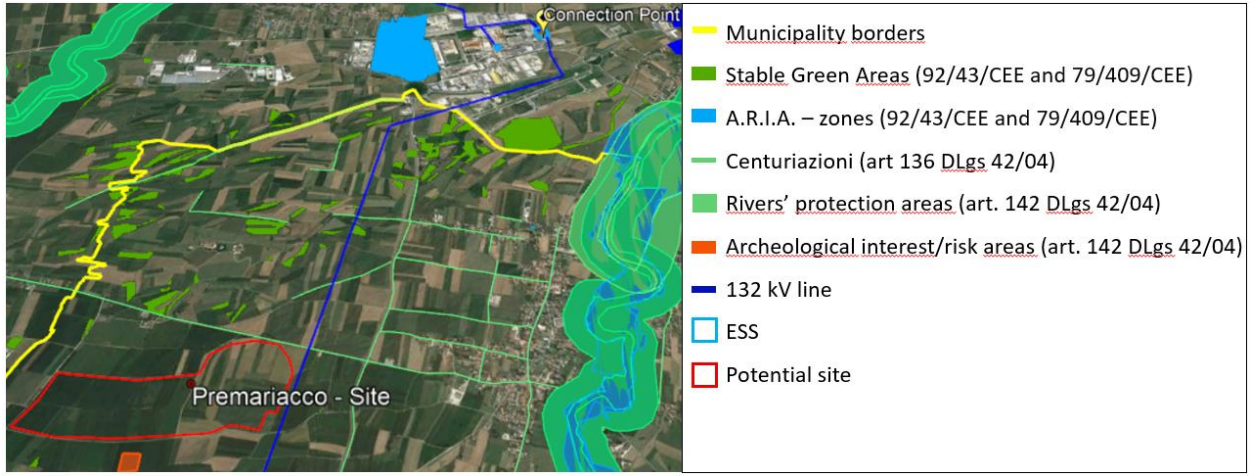 Connection Point
Premariacco - Site
Municipality borders
Stable Green Areas (92/43/CEE and 79/409/CEE)
A.R.I.A. – zones (92/43/CEE and 79/409/CEE)
Centuriazioni (art 136 DLgs 42/04)
Rivers' protection areas (art. 142 DLgs 42/04)
Archeological interest/risk areas (art. 142 DLgs 42/04)
132 kV line
ESS
Potential site